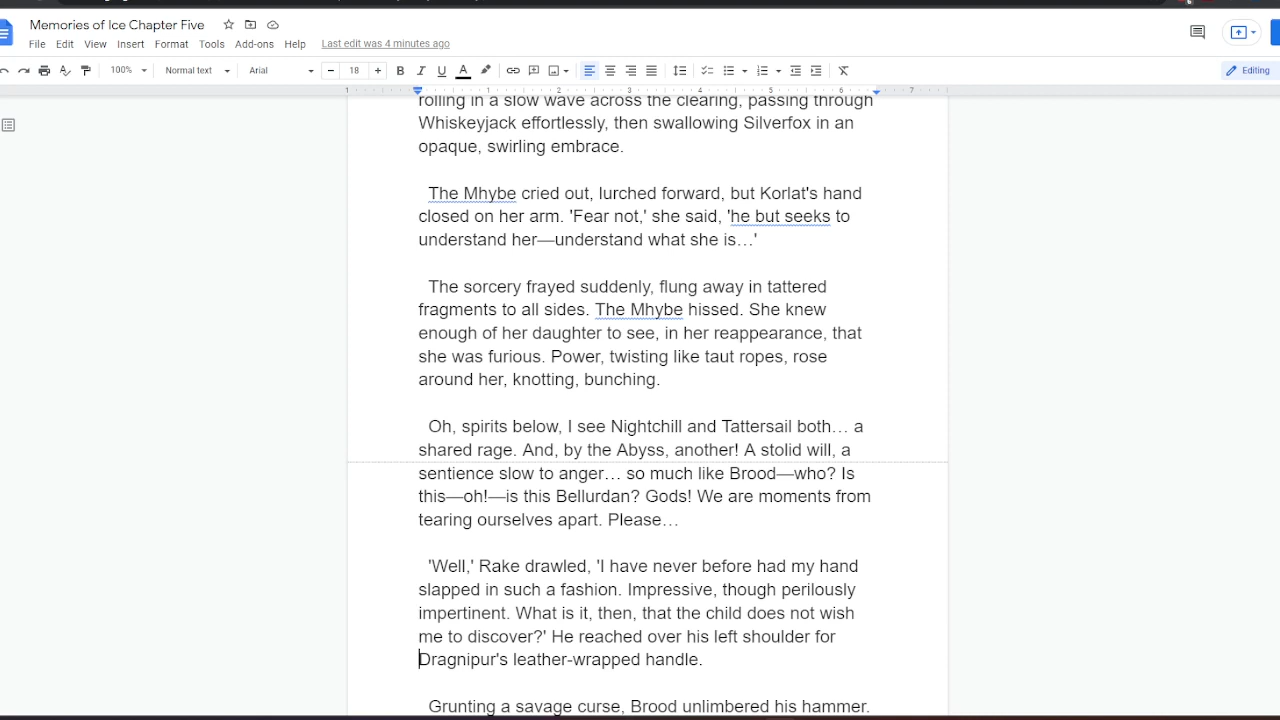 Memories of Ice Chapter Five
File Edit View Insert Format Tools Add-ons Help Last edit was 4 minutes ago
100% Normal text Arial 18 B I U A Editing
1 1 2 3 4 5 6 7
rolling in a slow wave across the clearing, passing through
Whiskeyjack effortlessly, then swallowing Silverfox in an
opaque, swirling embrace.
The Mhybe cried out, lurched forward, but Korlat's hand
closed on her arm. 'Fear not,' she said, 'he but seeks to
understand her—understand what she is…'
The sorcery frayed suddenly, flung away in tattered
fragments to all sides. The Mhybe hissed. She knew
enough of her daughter to see, in her reappearance, that
she was furious. Power, twisting like taut ropes, rose
around her, knotting, bunching.
Oh, spirits below, I see Nightchill and Tattersail both… a
shared rage. And, by the Abyss, another! A stolid will, a
sentience slow to anger… so much like Brood—who? Is
this—oh!—is this Bellurdan? Gods! We are moments from
tearing ourselves apart. Please…
'Well,' Rake drawled, 'I have never before had my hand
slapped in such a fashion. Impressive, though perilously
impertinent. What is it, then, that the child does not wish
me to discover?' He reached over his left shoulder for
Dragnipur's leather-wrapped handle.
Grunting a savage curse, Brood unlimbered his hammer.